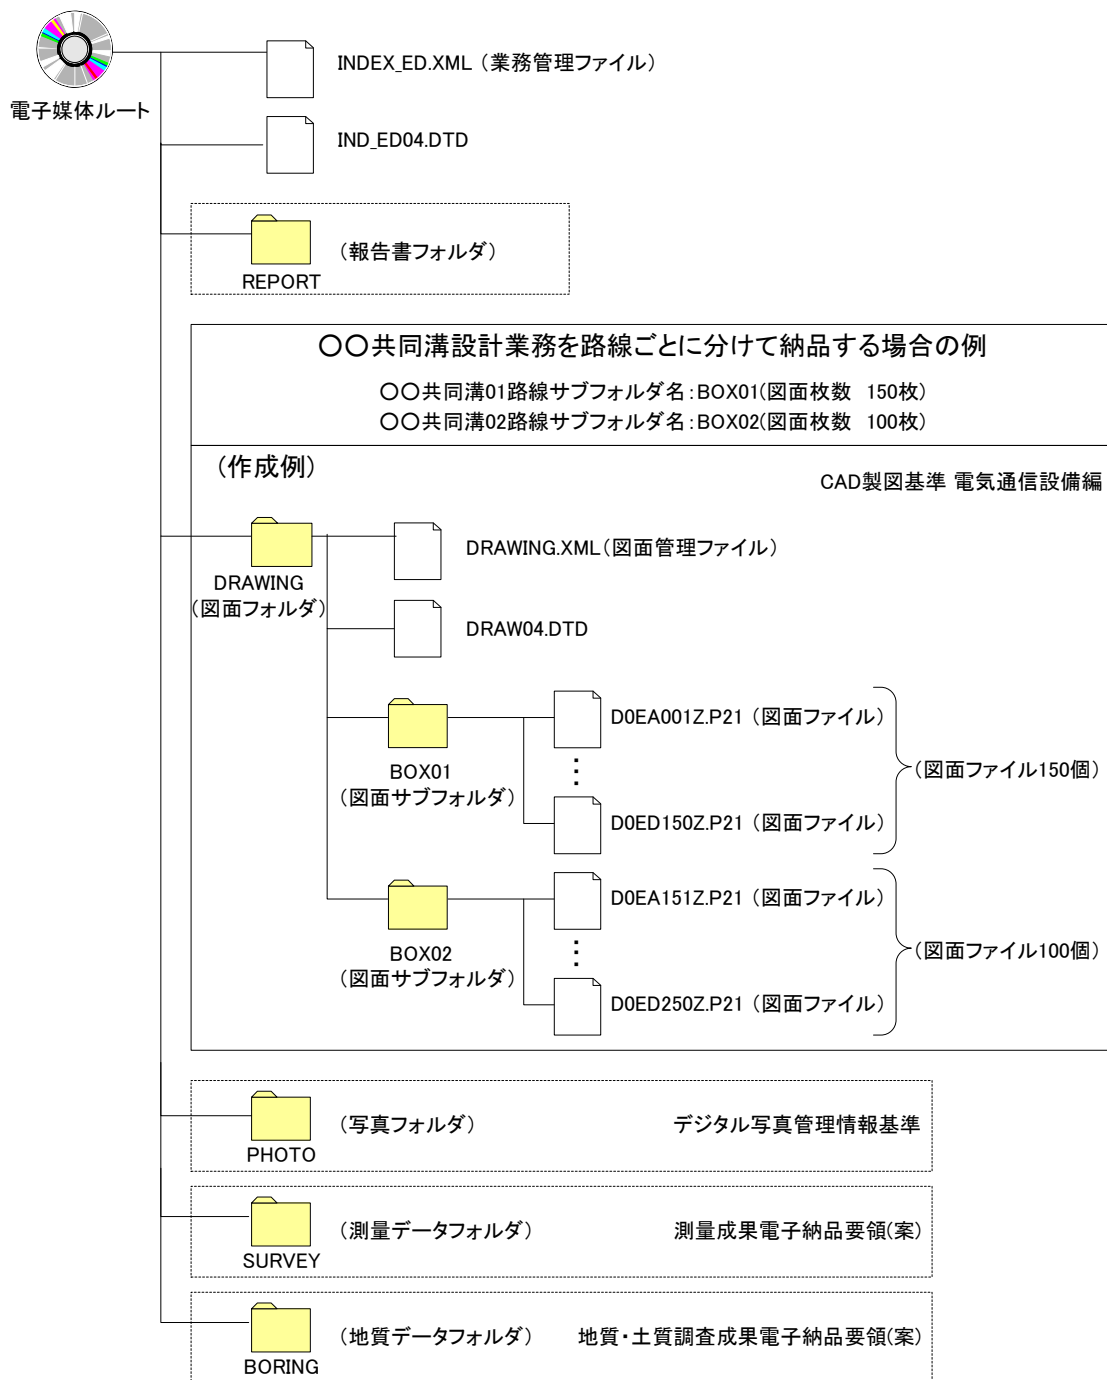 電子媒体ルート
INDEX_ED.XML（業務管理ファイル）
IND_ED04.DTD
（報告書フォルダ）
REPORT
〇〇共同溝設計業務を路線ごとに分けて納品する場合の例
〇〇共同溝01路線サブフォルダ名：BOX01(図面枚数　150枚)
〇〇共同溝02路線サブフォルダ名：BOX02(図面枚数　100枚)
（作成例）
CAD製図基準 電気通信設備編
DRAWING.XML（図面管理ファイル）
DRAWING
（図面フォルダ）
DRAW04.DTD
D0EA001Z.P21（図面ファイル）
BOX01
（図面サブフォルダ）
（図面ファイル150個）
D0ED150Z.P21（図面ファイル）
D0EA151Z.P21（図面ファイル）
BOX02
（図面サブフォルダ）
（図面ファイル100個）
D0ED250Z.P21（図面ファイル）
（写真フォルダ）　デジタル写真管理情報基準
PHOTO
（測量データフォルダ）　測量成果電子納品要領(案)
SURVEY
（地質データフォルダ）　地質・土質調査成果電子納品要領(案)
BORING